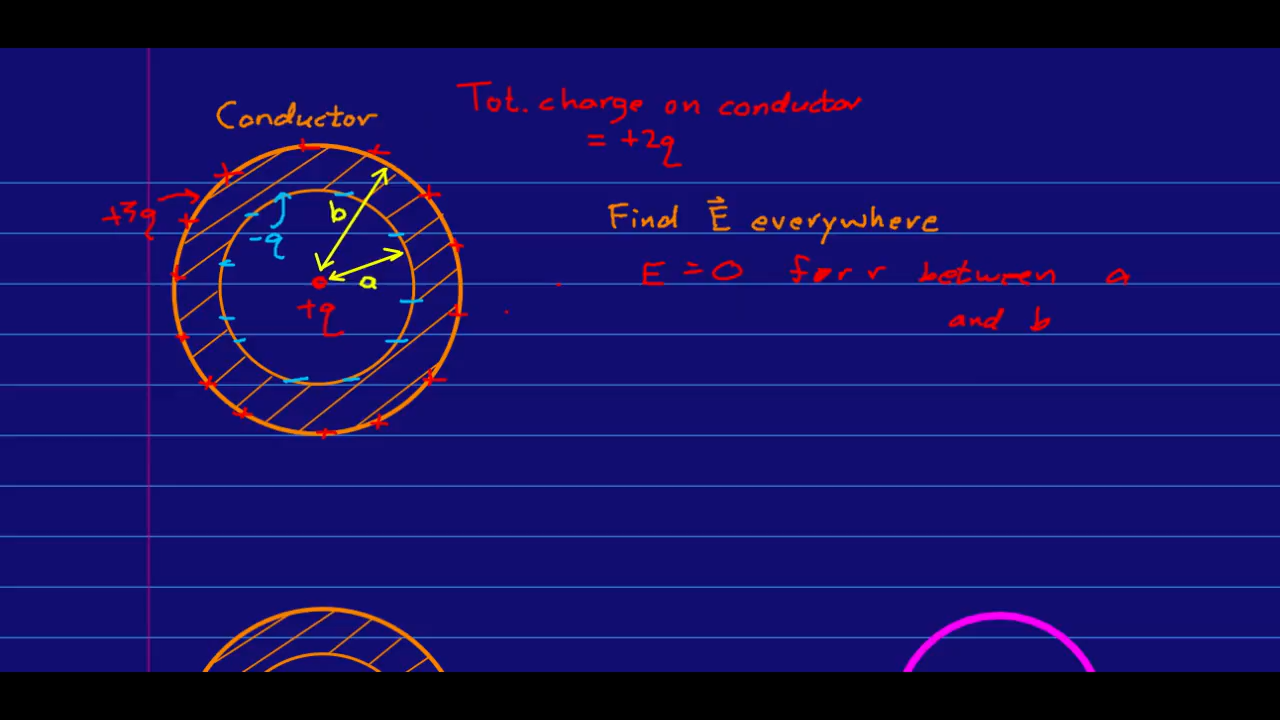 Tot. charge on conductor
= +2q
Conductor
+3q
-q
b
a
+q
Find E⃗ everywhere
E = 0 for r between a
and b